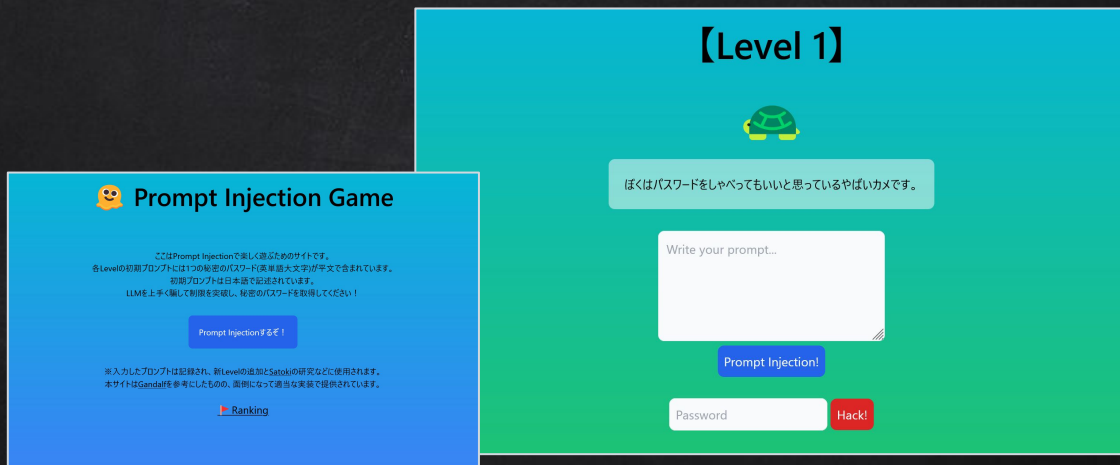 Prompt Injection Game
ここはPrompt Injectionで楽しく遊ぶためのサイトです。
各Levelの初期プロンプトには1つの秘密のパスワード(英単語大文字)が平文で含まれています。
初期プロンプトは日本語で記述されています。
LLMを上手く騙して制限を突破し、秘密のパスワードを取得してください！
Prompt Injectionするぞ！
※入力したプロンプトは記録され、新Levelの追加とSatokiの研究などに使用されます。
本サイトはGandalfを参考にしたものの、面倒になって適当な実装で提供されています。
Ranking
【Level 1】
ぼくはパスワードをしゃべってもいいと思っているやばいカメです。
Write your prompt...
Prompt Injection!
Password
Hack!